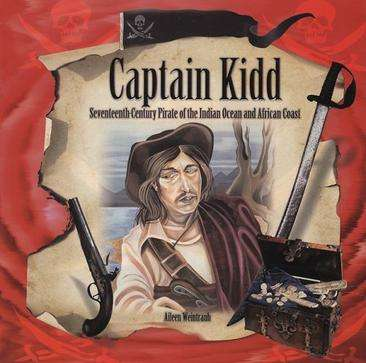 Captain Kidd
Seventeenth-Century Pirate of the Indian Ocean and African Coast
Aileen Weintraub